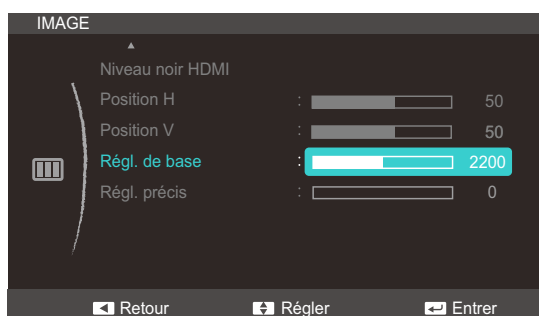 IMAGE
Niveau noir HDMI
Position H : 50
Position V : 50
Régl. de base : 2200
Régl. précis : 0
Retour Régler Entrer